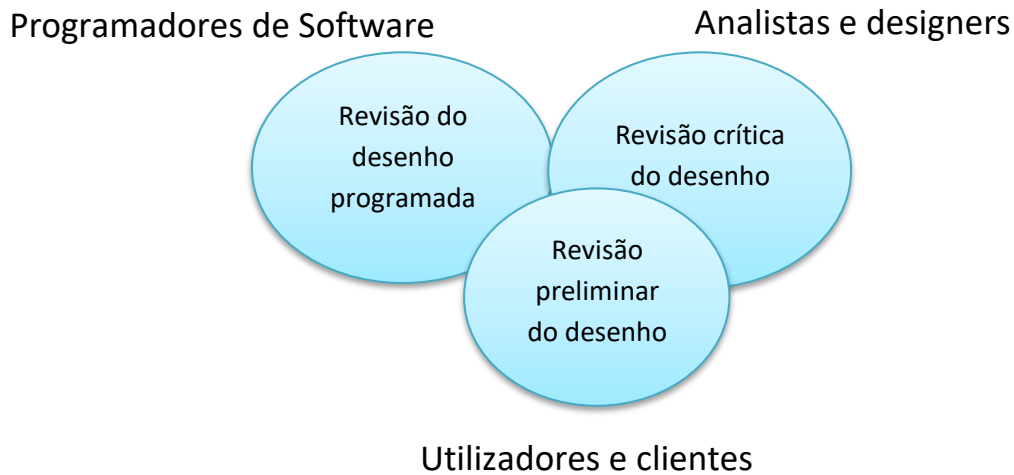 Programadores de Software
Analistas e designers
Revisão do
desenho
programada
Revisão crítica
do desenho
Revisão
preliminar
do desenho
Utilizadores e clientes